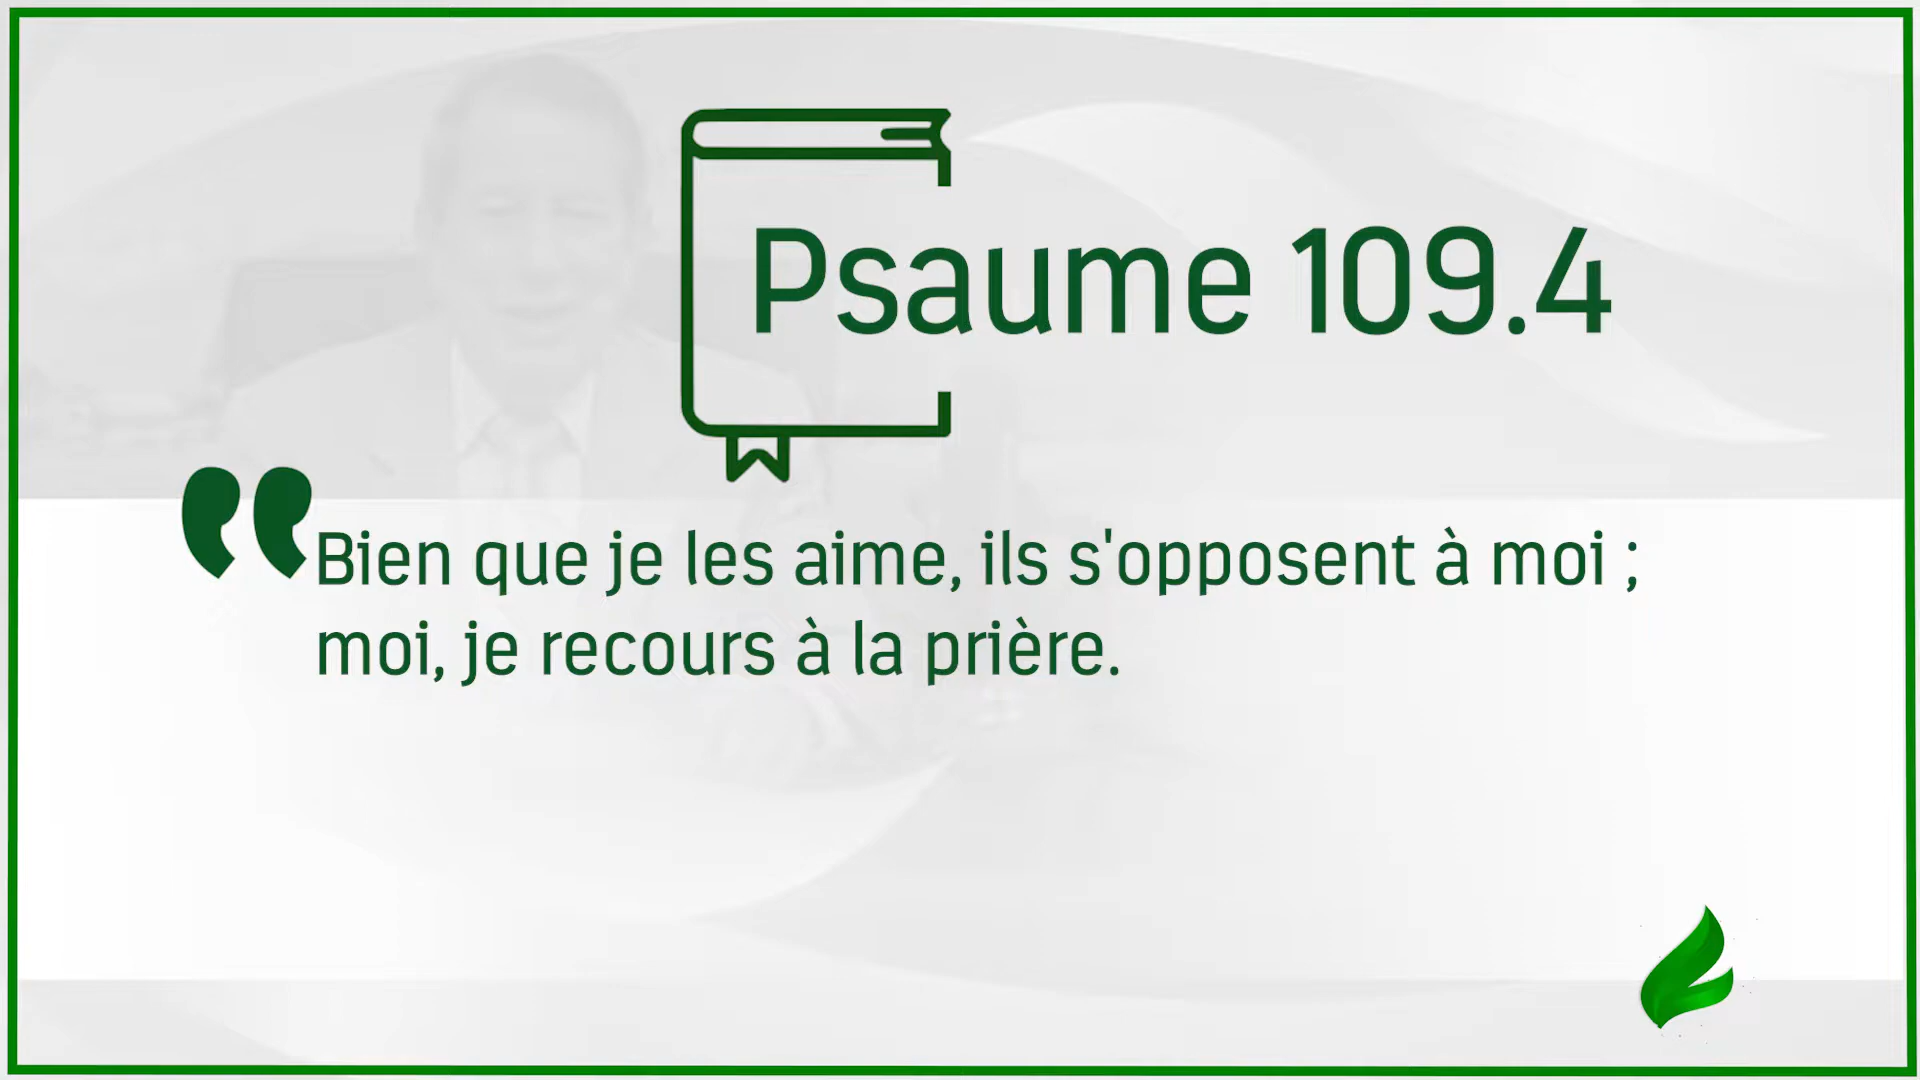 Psaume 109.4
Bien que je les aime, ils s'opposent à moi ;
moi, je recours à la prière.